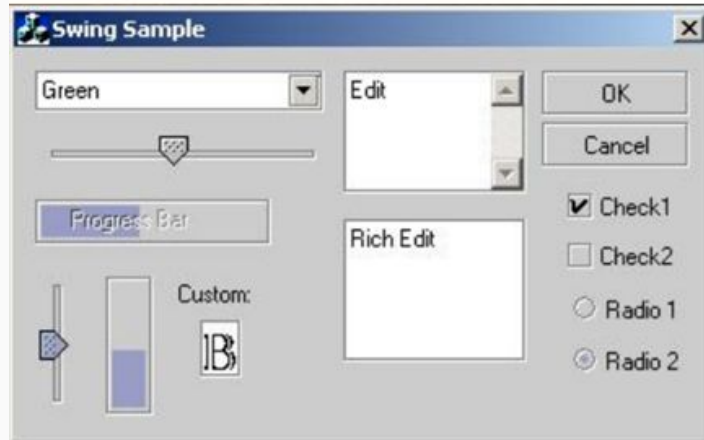 Swing Sample
Green
Progress Bar
Custom:
B
Edit
Rich Edit
OK
Cancel
Check1
Check2
Radio 1
Radio 2